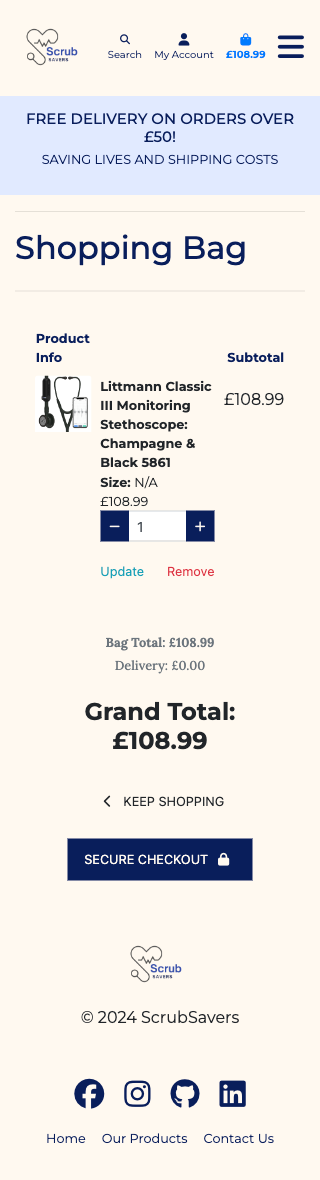 Scrub
SAVERS
Search
My Account
£108.99
FREE DELIVERY ON ORDERS OVER
£50!
SAVING LIVES AND SHIPPING COSTS
Shopping Bag
Product
Info
Subtotal
Littmann Classic
III Monitoring
Stethoscope:
Champagne &
Black 5861
Size: N/A
£108.99
£108.99
− 1 +
Update Remove
Bag Total: £108.99
Delivery: £0.00
Grand Total:
£108.99
KEEP SHOPPING
SECURE CHECKOUT
Scrub
SAVERS
© 2024 ScrubSavers
Home Our Products Contact Us